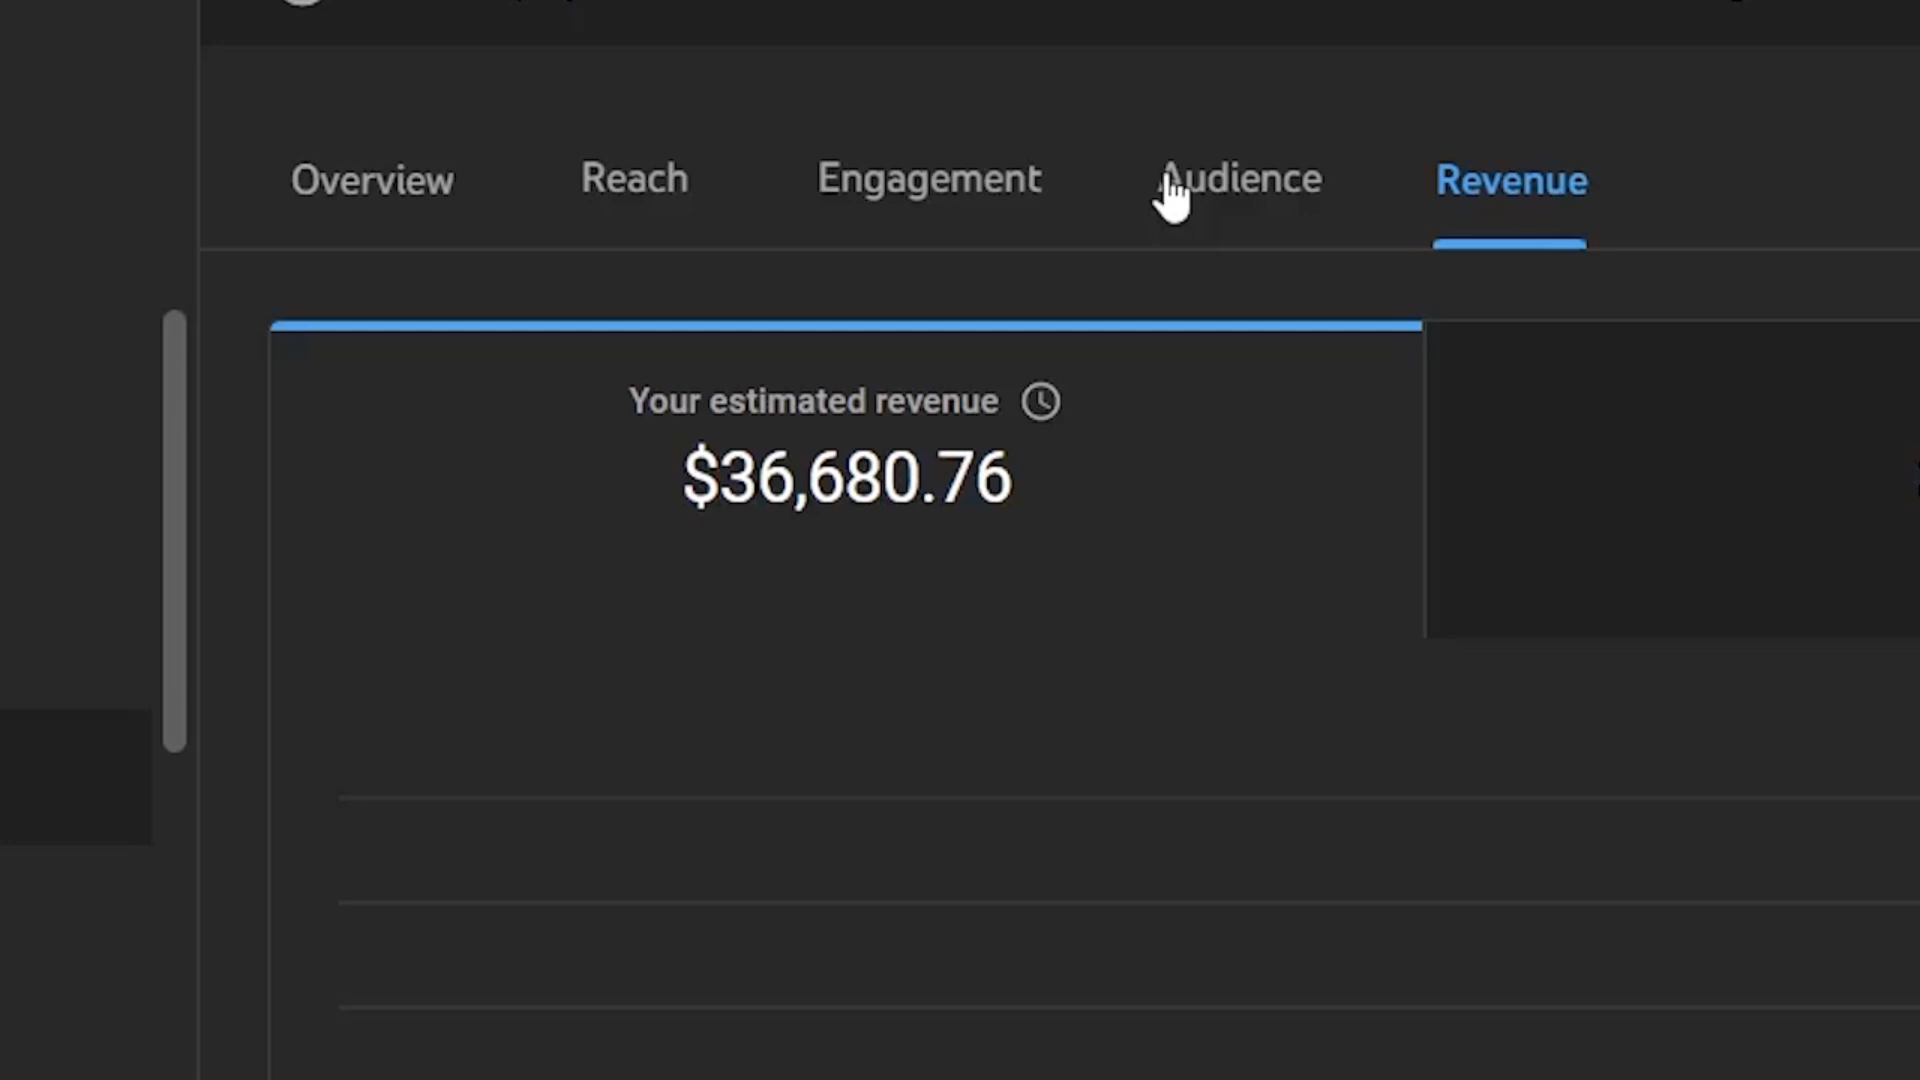 Overview Reach Engagement Audience Revenue
Your estimated revenue
$36,680.76